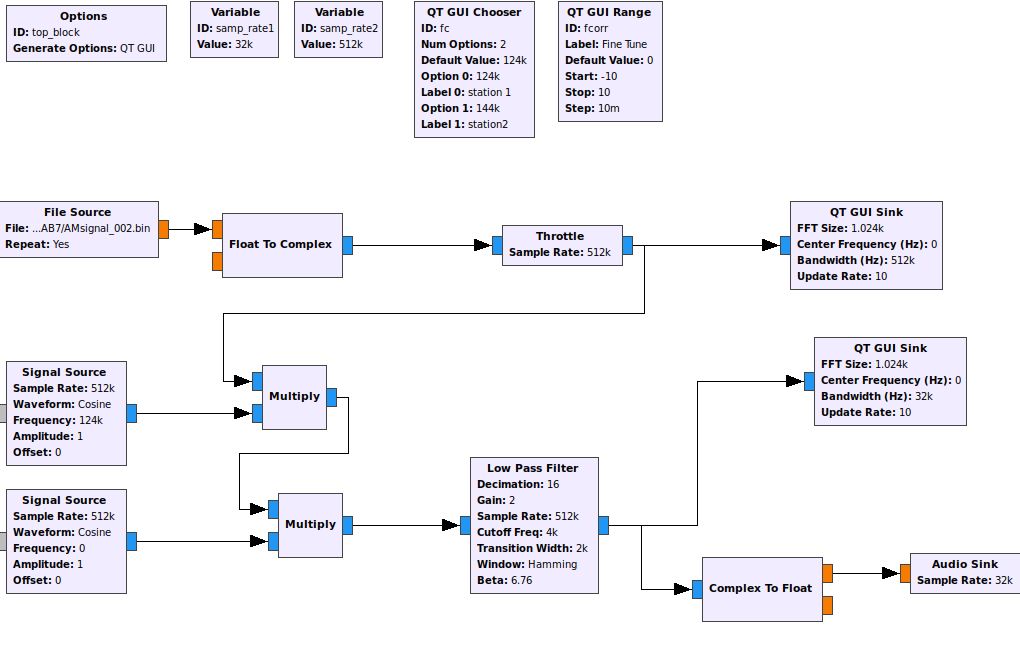 Options
ID: top_block
Generate Options: QT GUI
Variable
ID: samp_rate1
Value: 32k
Variable
ID: samp_rate2
Value: 512k
QT GUI Chooser
ID: fc
Num Options: 2
Default Value: 124k
Option 0: 124k
Label 0: station 1
Option 1: 144k
Label 1: station2
QT GUI Range
ID: fcorr
Label: Fine Tune
Default Value: 0
Start: -10
Stop: 10
Step: 10m
File Source
File: ...AB7/AMsignal_002.bin
Repeat: Yes
Float To Complex
Throttle
Sample Rate: 512k
QT GUI Sink
FFT Size: 1.024k
Center Frequency (Hz): 0
Bandwidth (Hz): 512k
Update Rate: 10
Signal Source
Sample Rate: 512k
Waveform: Cosine
Frequency: 124k
Amplitude: 1
Offset: 0
Multiply
QT GUI Sink
FFT Size: 1.024k
Center Frequency (Hz): 0
Bandwidth (Hz): 32k
Update Rate: 10
Signal Source
Sample Rate: 512k
Waveform: Cosine
Frequency: 0
Amplitude: 1
Offset: 0
Multiply
Low Pass Filter
Decimation: 16
Gain: 2
Sample Rate: 512k
Cutoff Freq: 4k
Transition Width: 2k
Window: Hamming
Beta: 6.76
Complex To Float
Audio Sink
Sample Rate: 32k